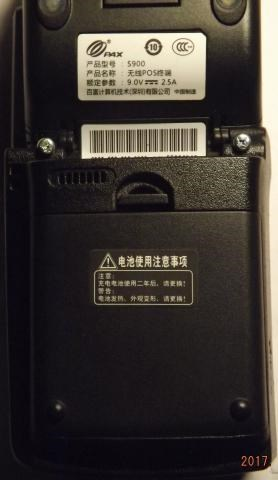 PAX
10
CCC
产品型号: S900
产品名称: 无线POS终端
额定参数: 9.0V 2.5A
百富计算机技术(深圳)有限公司 中国制造
电池使用注意事项
注意:
充电电池使用二年后,请更换!
警告:
电池发热、外观变形,请更换!
2017